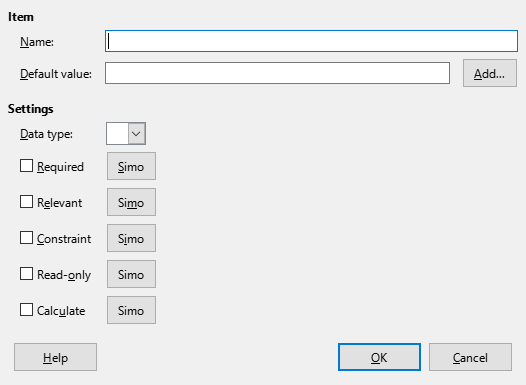 Item
Name:
Default value:
Add...
Settings
Data type:
Required Simo
Relevant Simo
Constraint Simo
Read-only Simo
Calculate Simo
Help OK Cancel